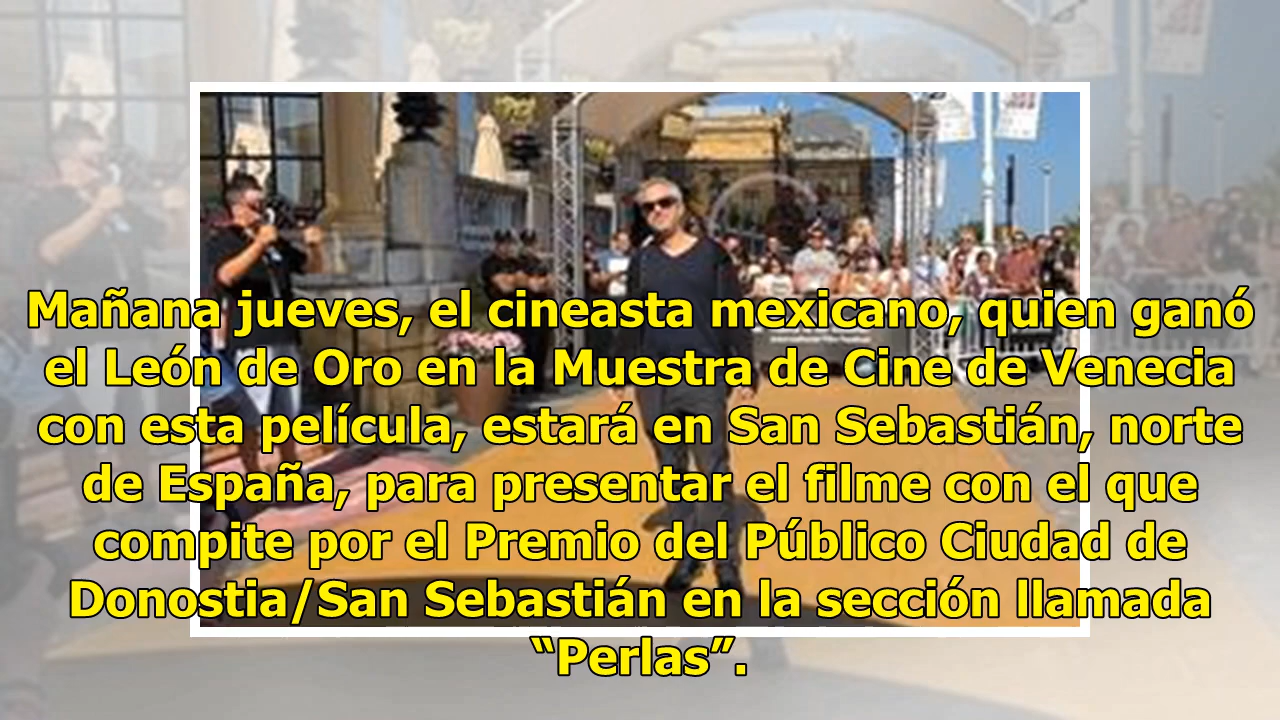 Mañana jueves, el cineasta mexicano, quien ganó
el León de Oro en la Muestra de Cine de Venecia
con esta película, estará en San Sebastián, norte
de España, para presentar el filme con el que
compite por el Premio del Público Ciudad de
Donostia/San Sebastián en la sección llamada
“Perlas”.